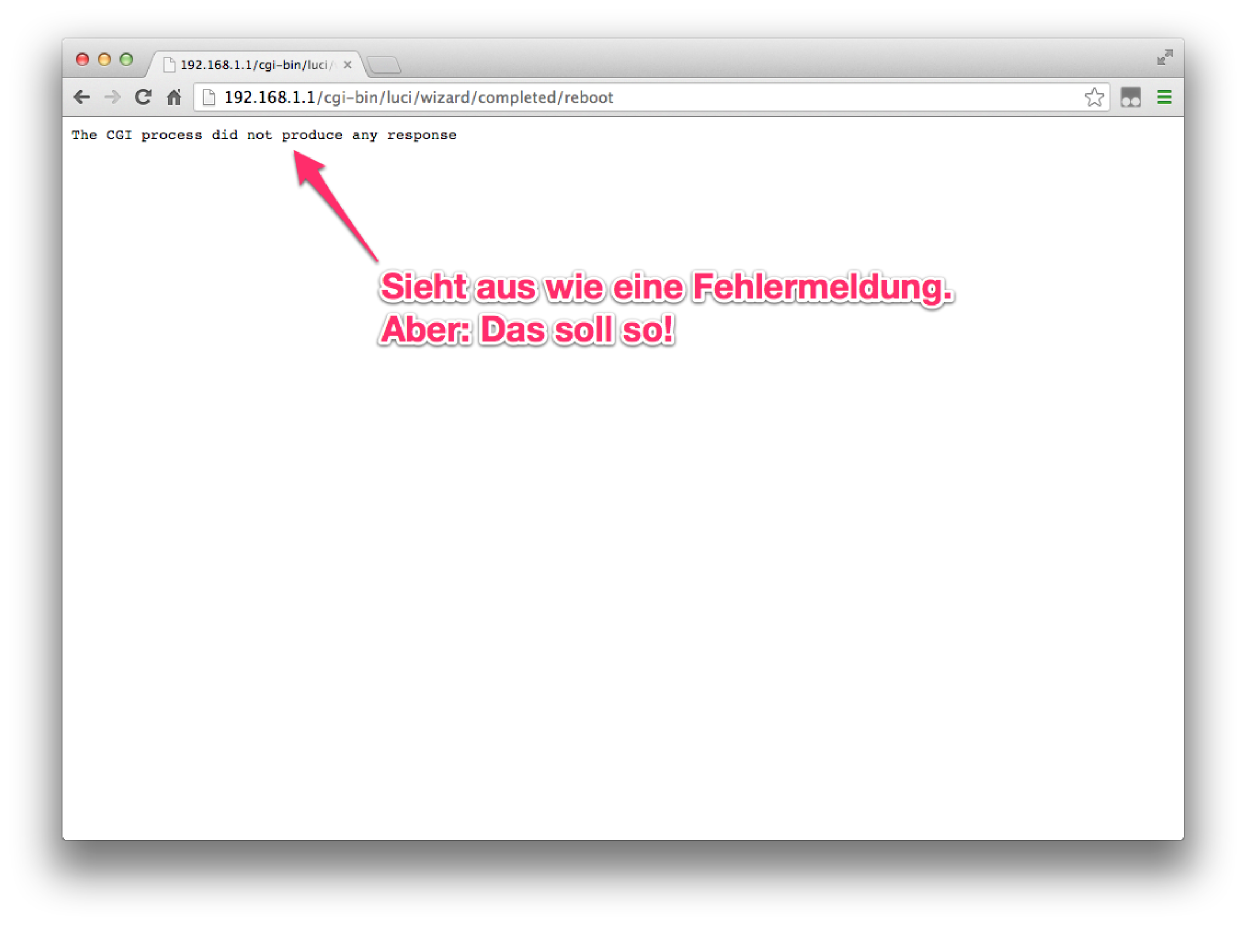 192.168.1.1/cgi-bin/luci/
192.168.1.1/cgi-bin/luci/wizard/completed/reboot
The CGI process did not produce any response
Sieht aus wie eine Fehlermeldung.
Aber: Das soll so!